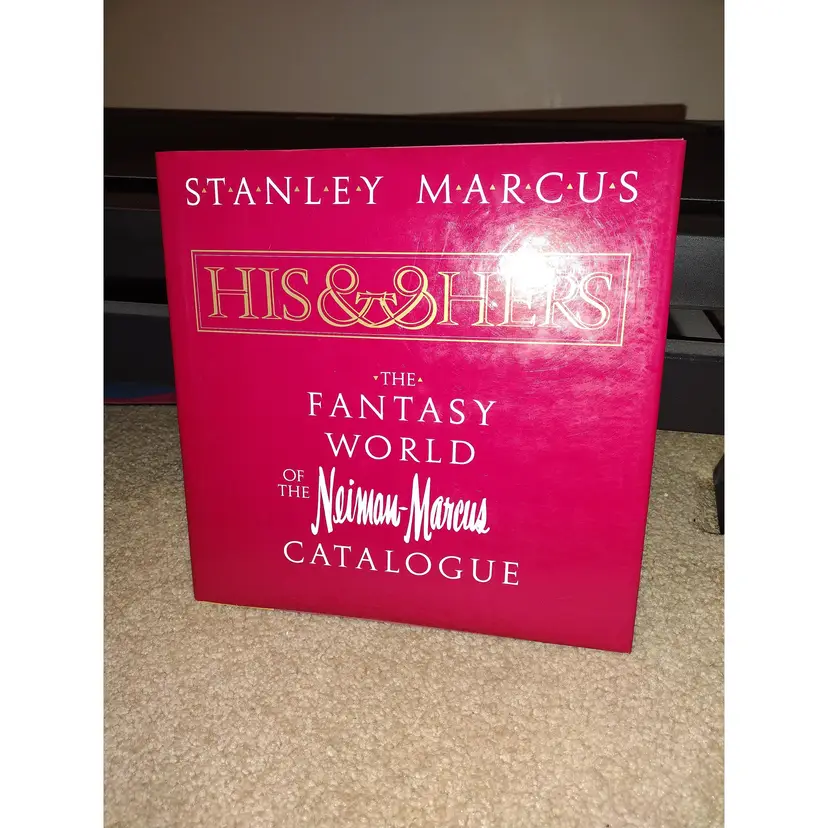 STANLEY MARCUS
HIS & HERS
THE
FANTASY
WORLD
OF
THE Neiman-Marcus
CATALOGUE